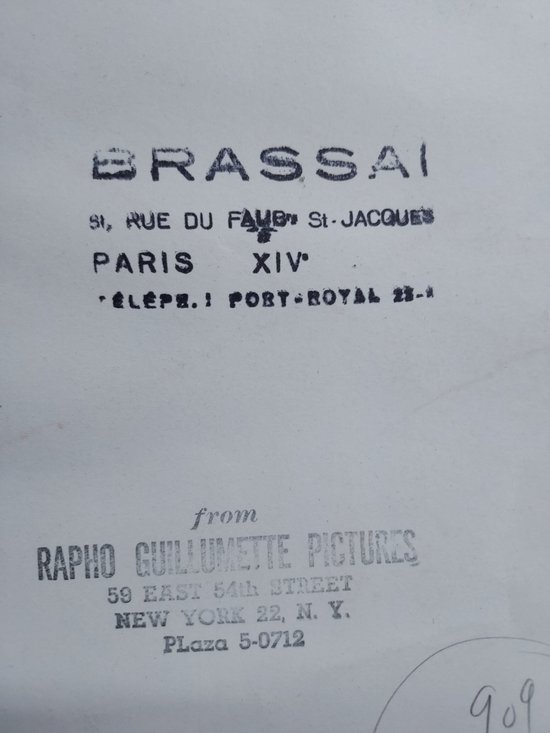 BRASSAI
81, RUE DU FAUBG St-JACQUES
PARIS XIVe
TÉLÉPH.: PORT-ROYAL 23-
from
RAPHO GUILLUMETTE PICTURES
59 EAST 54th STREET
NEW YORK 22, N. Y.
PLaza 5-0712
909